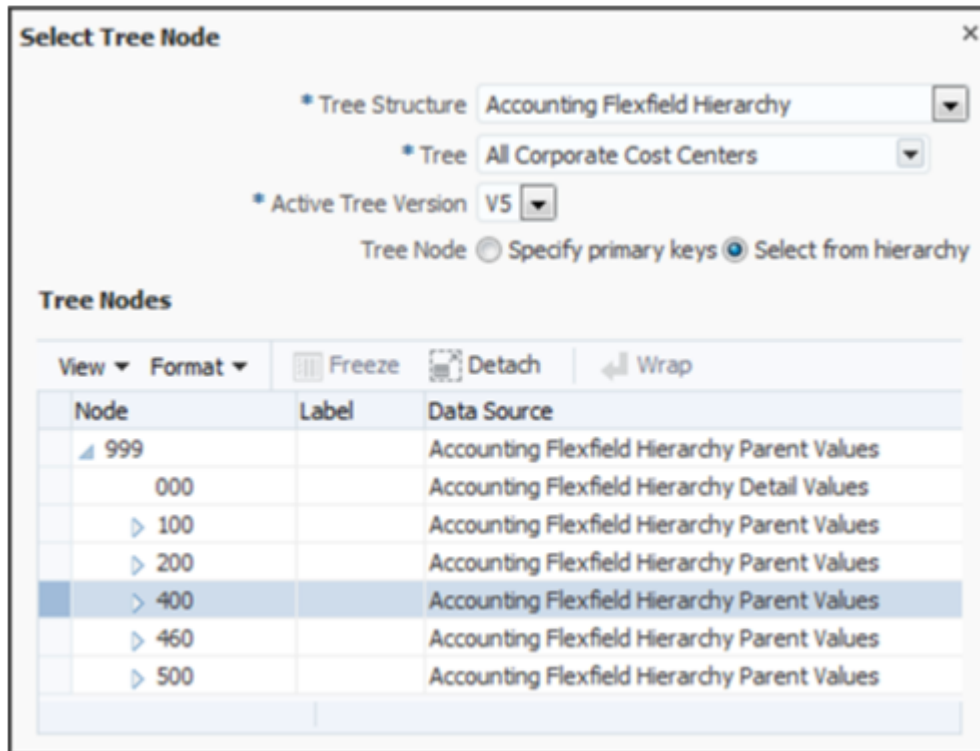 Select Tree Node
* Tree Structure Accounting Flexfield Hierarchy
* Tree All Corporate Cost Centers
* Active Tree Version V5
Tree Node Specify primary keys Select from hierarchy
Tree Nodes
View Format Freeze Detach Wrap
Node Label Data Source
999 Accounting Flexfield Hierarchy Parent Values
000 Accounting Flexfield Hierarchy Detail Values
100 Accounting Flexfield Hierarchy Parent Values
200 Accounting Flexfield Hierarchy Parent Values
400 Accounting Flexfield Hierarchy Parent Values
460 Accounting Flexfield Hierarchy Parent Values
500 Accounting Flexfield Hierarchy Parent Values